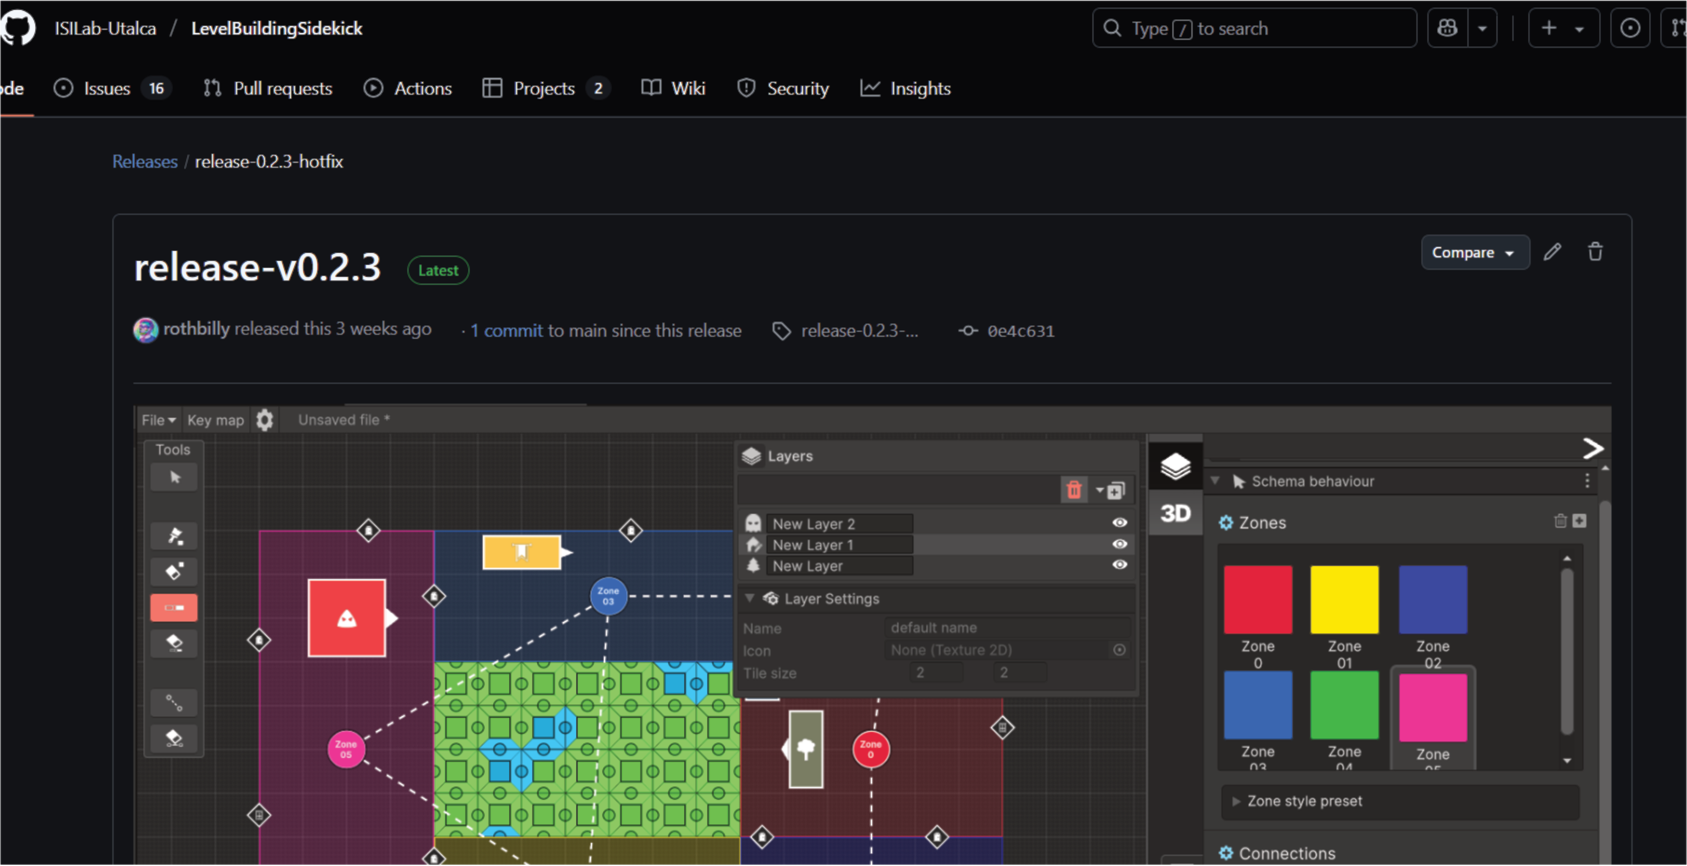 ISILab-Utalca / LevelBuildingSidekick
Type / to search
ode Issues 16 Pull requests Actions Projects 2 Wiki Security Insights
Releases / release-0.2.3-hotfix
release-v0.2.3 Latest
Compare
rothbilly released this 3 weeks ago · 1 commit to main since this release release-0.2.3-... 0e4c631
File Key map Unsaved file *
Tools
Layers
New Layer 2
New Layer 1
New Layer
Layer Settings
Name default name
Icon None (Texture 2D)
Tile size 2 2
Zone
03
Zone
05
Zone
0
3D
Schema behaviour
Zones
Zone
0
Zone
01
Zone
02
Zone
03
Zone
04
Zone
05
Zone style preset
Connections